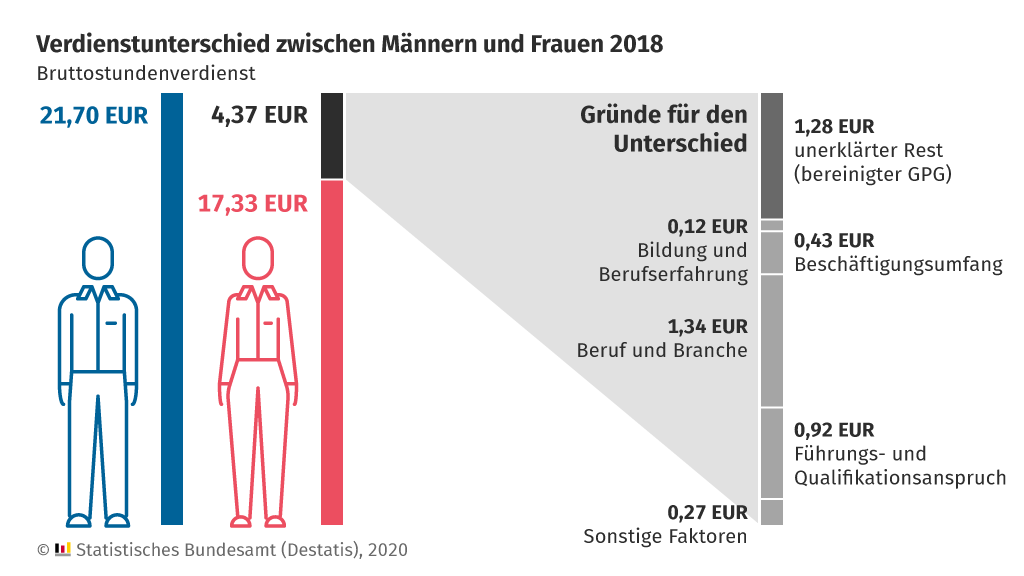 Verdienstunterschied zwischen Männern und Frauen 2018
Bruttostundenverdienst
21,70 EUR
4,37 EUR
17,33 EUR
Gründe für den
Unterschied
1,28 EUR
unerklärter Rest
(bereinigter GPG)
0,12 EUR
Bildung und
Berufserfahrung
0,43 EUR
Beschäftigungsumfang
1,34 EUR
Beruf und Branche
0,92 EUR
Führungs- und
Qualifikationsanspruch
0,27 EUR
Sonstige Faktoren
© Statistisches Bundesamt (Destatis), 2020